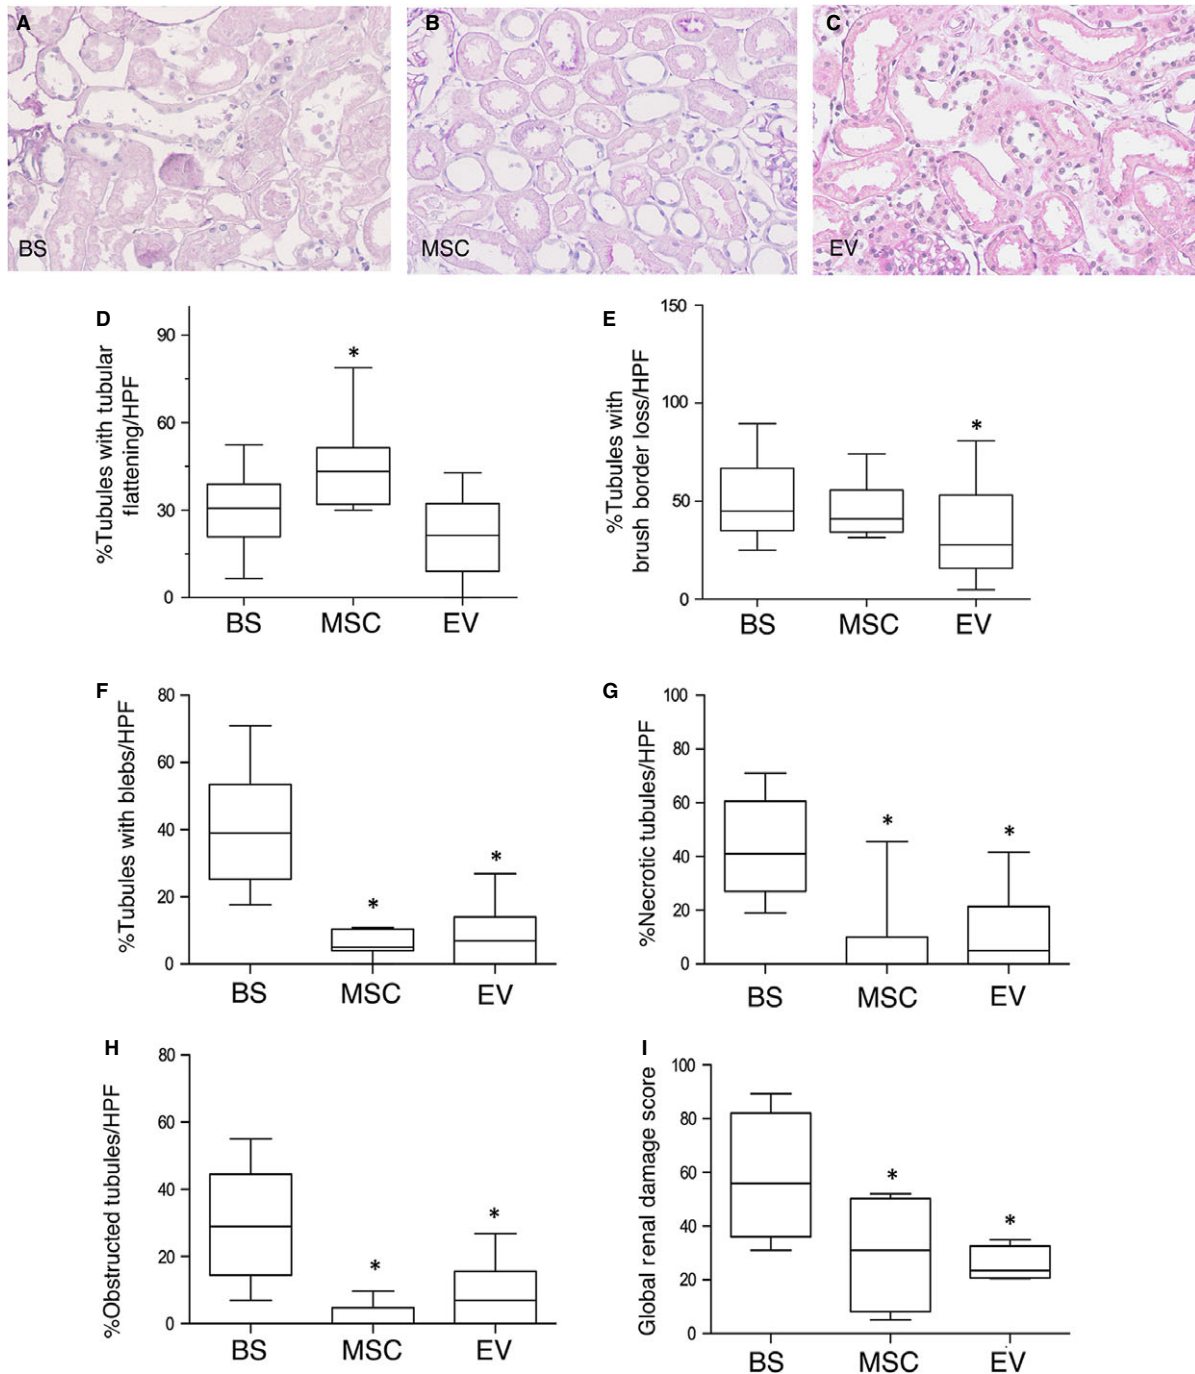 A
B
C
BS
MSC
EV
D
%Tubules with tubular
flattening/HPF
90
60
30
0
*
BS MSC EV
E
%Tubules with
brush border loss/HPF
150
100
50
0
*
BS MSC EV
F
%Tubules with blebs/HPF
80
60
40
20
0
*
*
BS MSC EV
G
%Necrotic tubules/HPF
100
80
60
40
20
0
*
*
BS MSC EV
H
%Obstructed tubules/HPF
80
60
40
20
0
*
*
BS MSC EV
I
Global renal damage score
100
80
60
40
20
0
*
*
BS MSC EV